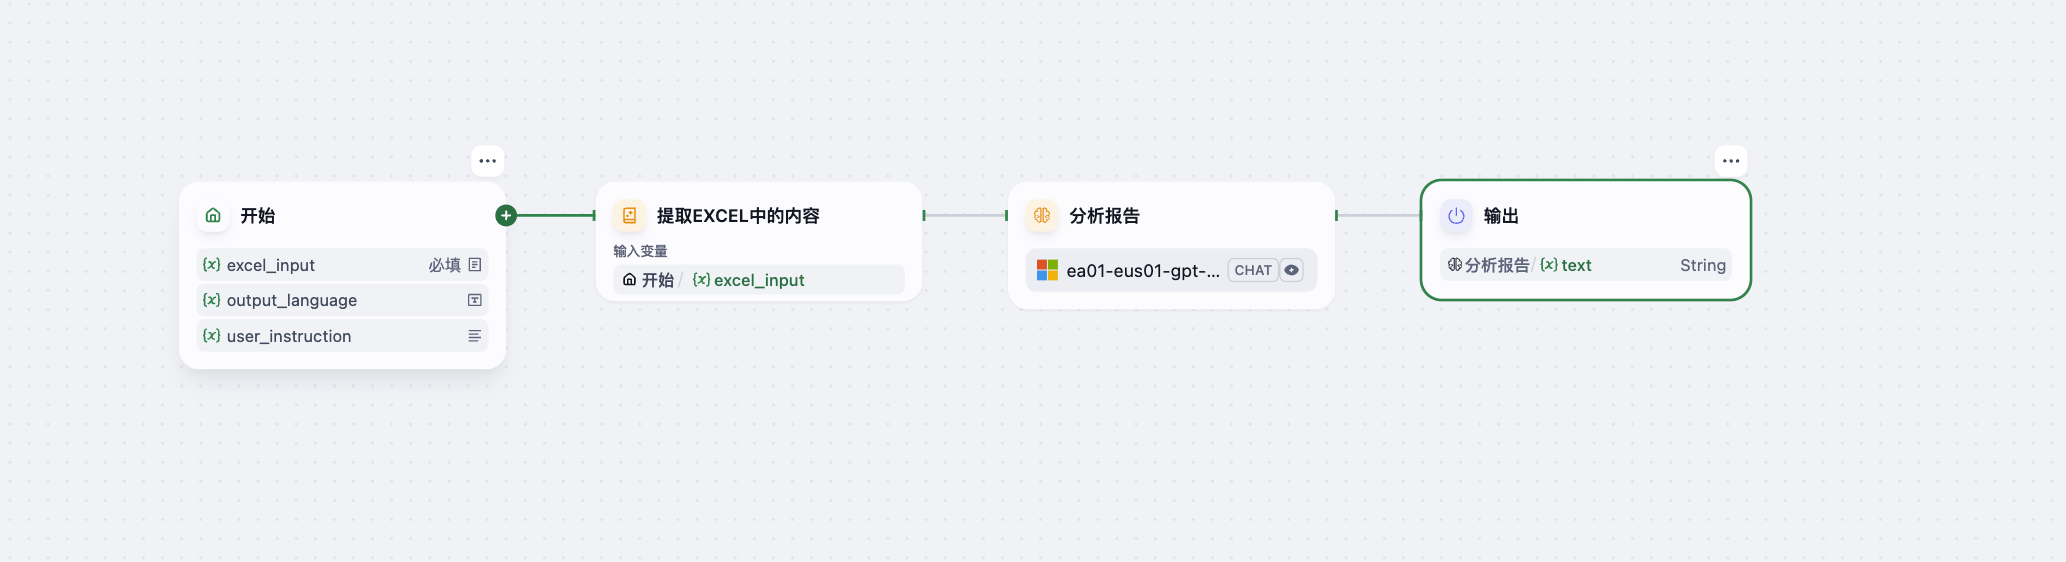 开始
{x} excel_input 必填
{x} output_language
{x} user_instruction
提取EXCEL中的内容
输入变量
开始 / {x} excel_input
分析报告
ea01-eus01-gpt-... CHAT
输出
分析报告 / {x} text String